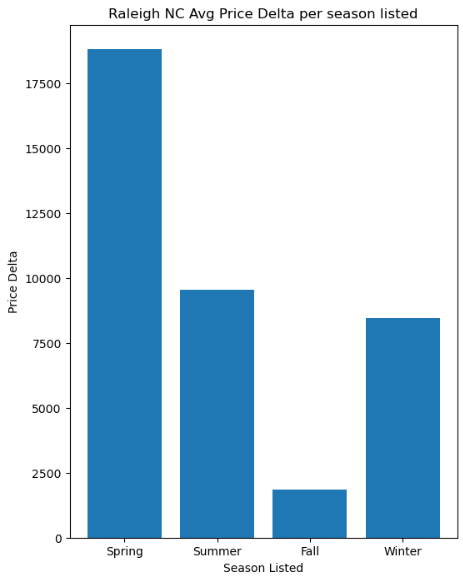 Raleigh NC Avg Price Delta per season listed
17500
15000
12500
10000
7500
5000
2500
0
Price Delta
Spring Summer Fall Winter
Season Listed